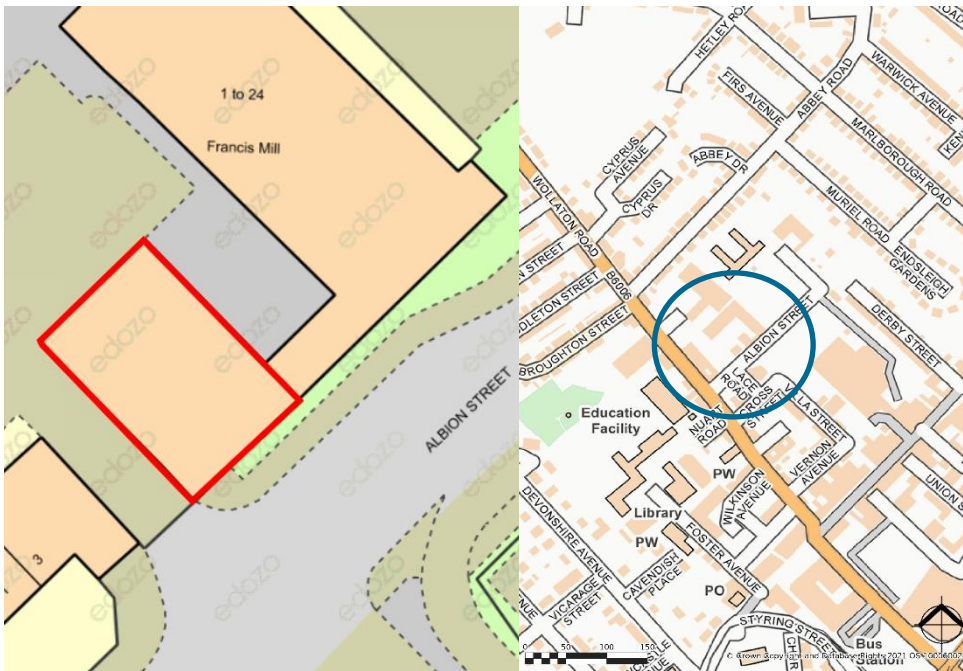 1 to 24
Francis Mill
ALBION STREET
3
edozo
HETLEY ROAD
FIRS AVENUE
ABBEY ROAD
WARWICK AVENUE
MARLBOROUGH ROAD
CYPRUS
AVENUE
ABBEY DR
CYPRUS
DR
MURIEL ROAD
ENDSLEIGH
GARDENS
WOLLATON ROAD
B6006
BROUGHTON STREET
ALBION STREET
DERBY STREET
LACE
ROAD
CROSS
STREET
VILLA STREET
NUART
ROAD
Education
Facility
VERNON
AVENUE
WILKINSON
AVENUE
PW
Library
PW
UNION
DEVONSHIRE AVENUE
FOSTER AVENUE
CAVENDISH
PLACE
VICARAGE
STREET
PO
STYRING STREET
Bus
Station
0 50 100 150